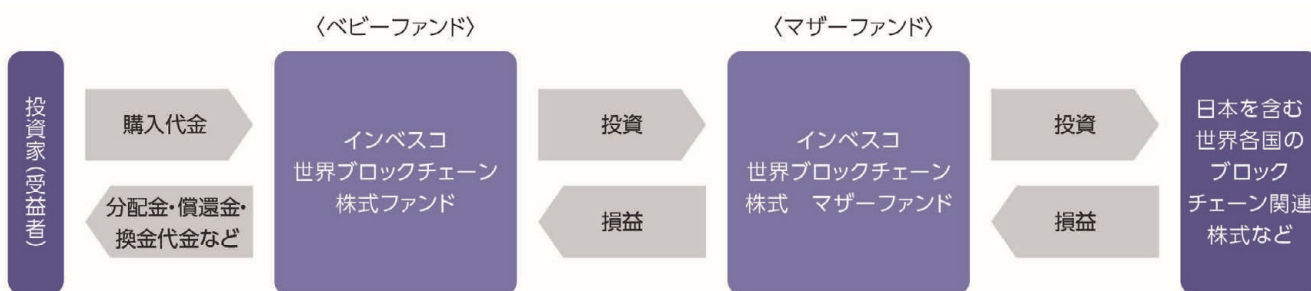 〈ベビーファンド〉
〈マザーファンド〉
投資家(受益者)
購入代金
分配金・償還金・
換金代金など
インベスコ
世界ブロックチェーン
株式ファンド
投資
損益
インベスコ
世界ブロックチェーン
株式　マザーファンド
投資
損益
日本を含む
世界各国の
ブロック
チェーン関連
株式など